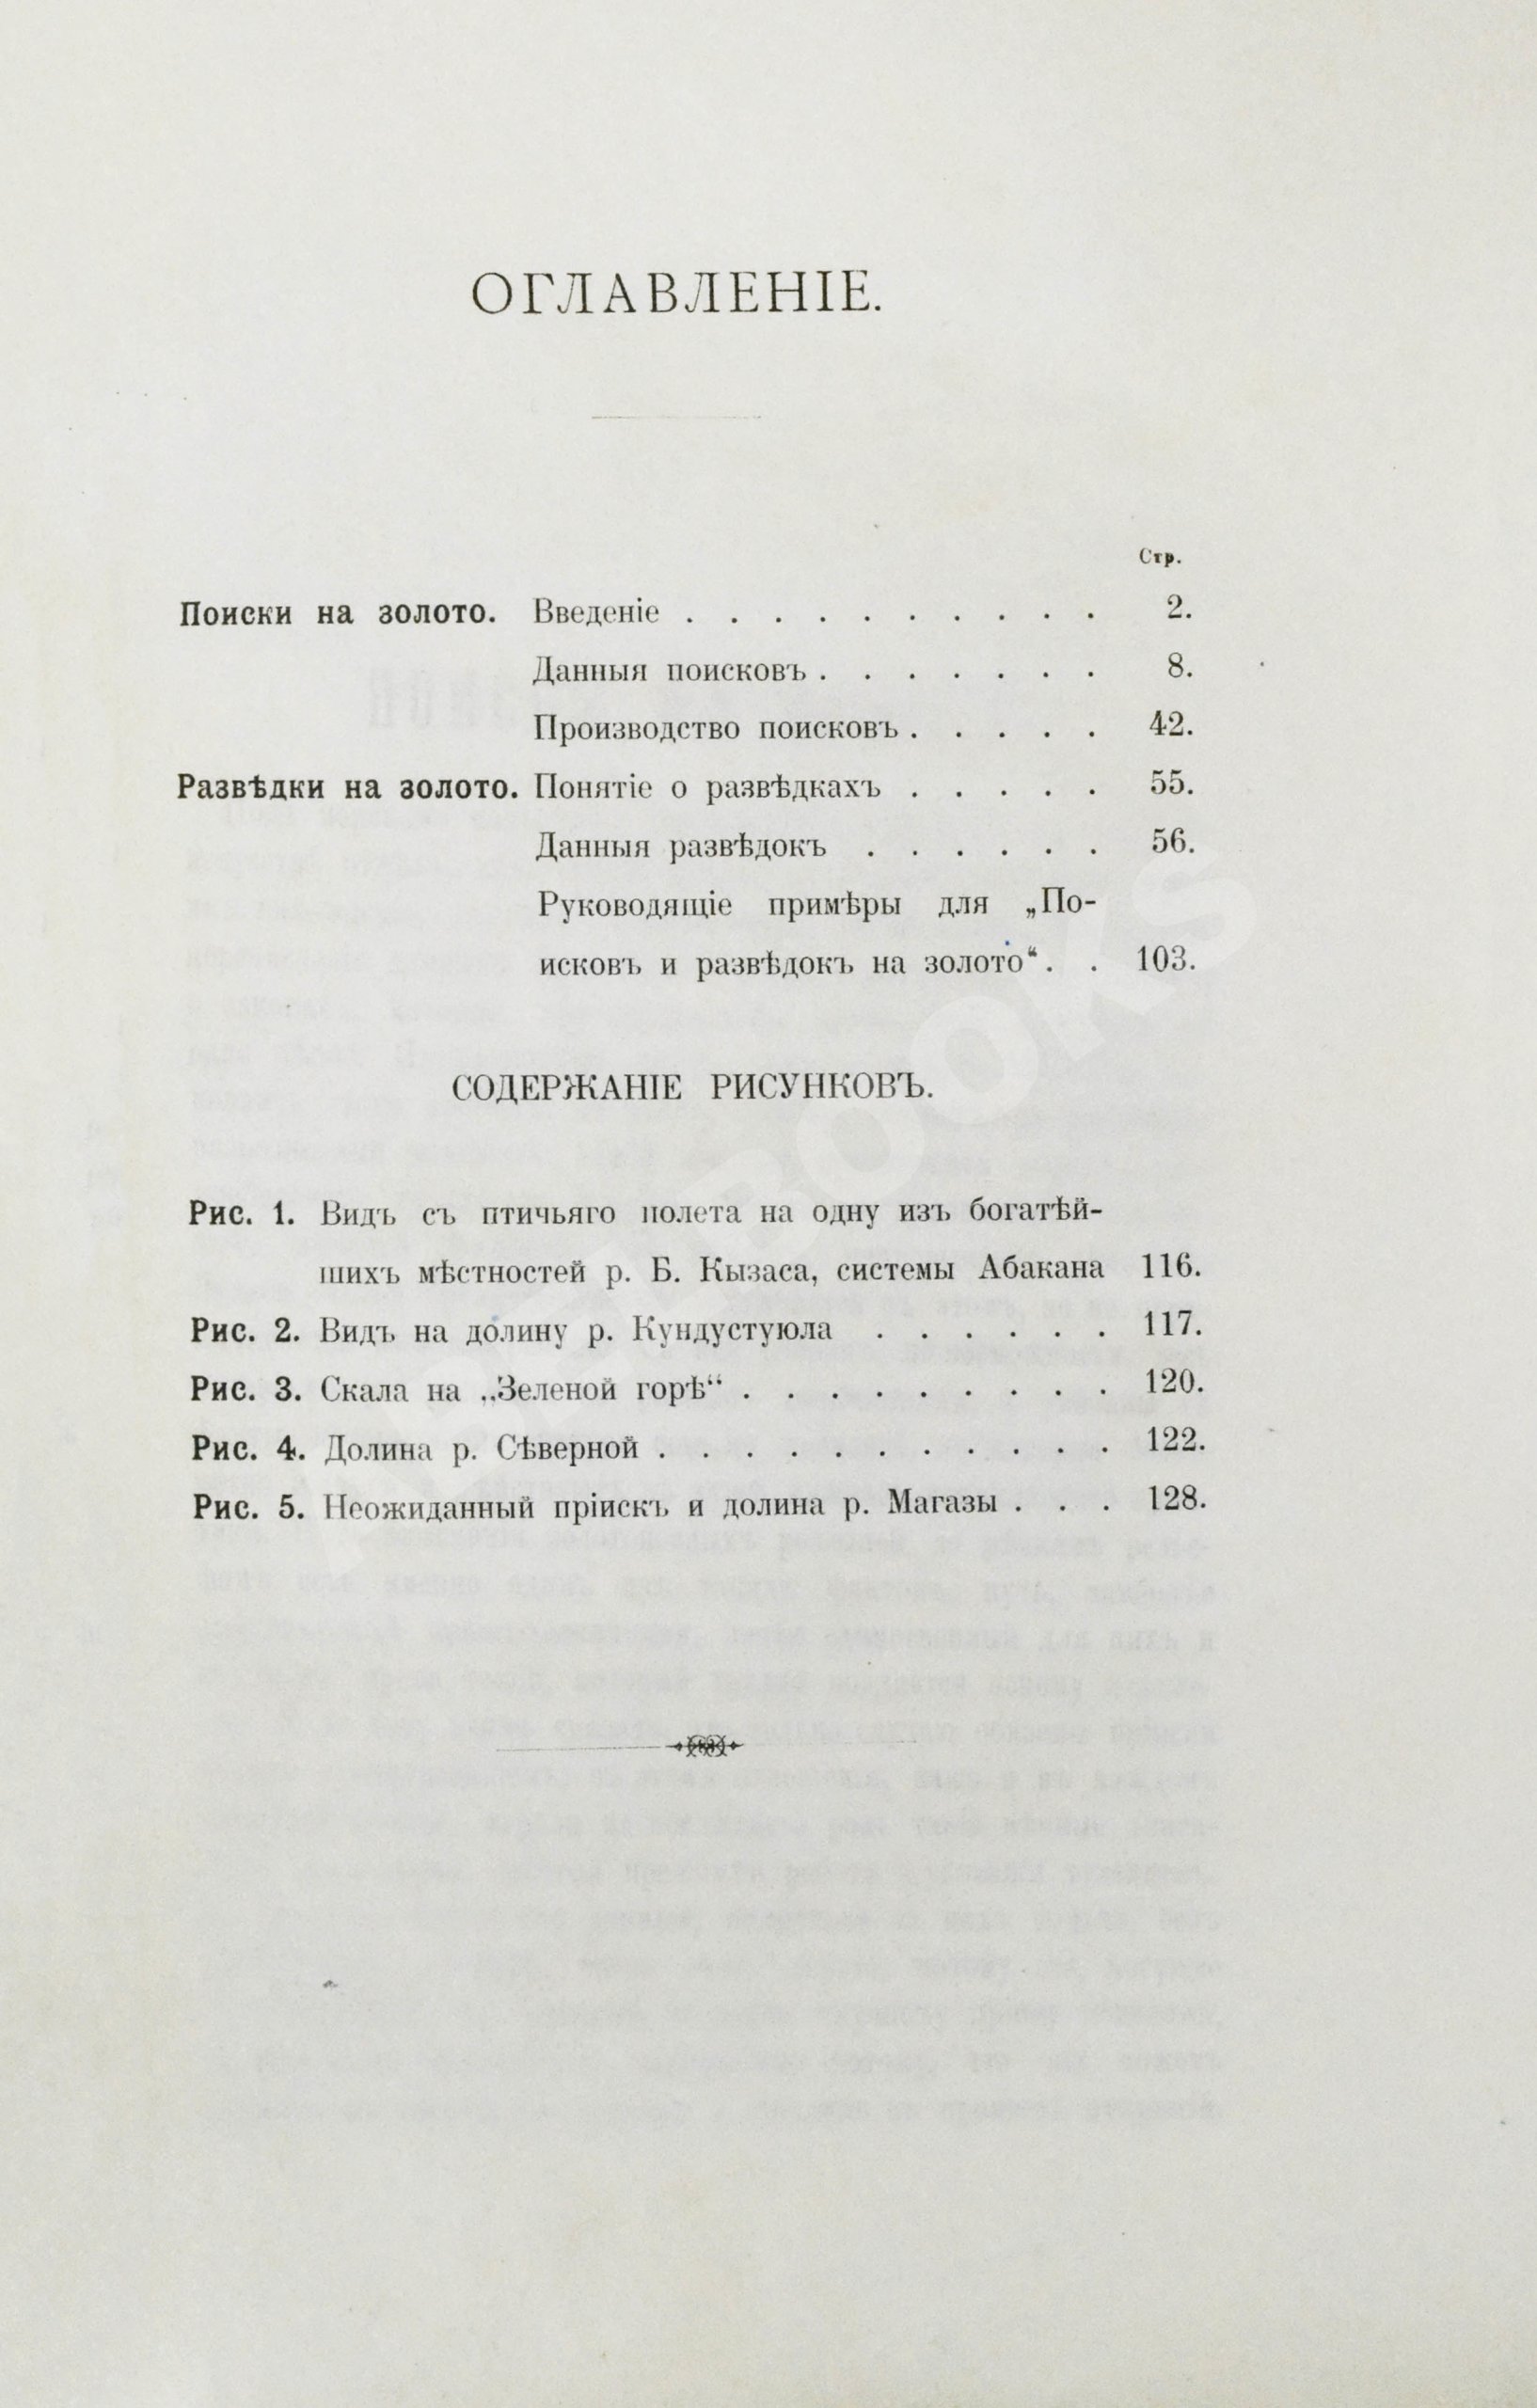 ОГЛАВЛЕНІЕ.
Стр.
Поиски на золото. Введеніе . . . . . . . . . . 2.
Данныя поисковъ . . . . . . . 8.
Производство поисковъ . . . . . 42.
Развѣдки на золото. Понятіе о развѣдкахъ . . . . . 55.
Данныя развѣдокъ . . . . . . 56.
Руководящіе примѣры для „По-
исковъ и развѣдокъ на золото“ . . 103.
СОДЕРЖАНІЕ РИСУНКОВЪ.
Рис. 1. Видъ съ птичьяго полета на одну изъ богатѣй-
шихъ мѣстностей р. Б. Кызаса, системы Абакана 116.
Рис. 2. Видъ на долину р. Кундустуюла . . . . . . 117.
Рис. 3. Скала на „Зеленой горѣ“ . . . . . . . . . 120.
Рис. 4. Долина р. Сѣверной . . . . . . . . . . . 122.
Рис. 5. Неожиданный пріискъ и долина р. Магазы . . . 128.